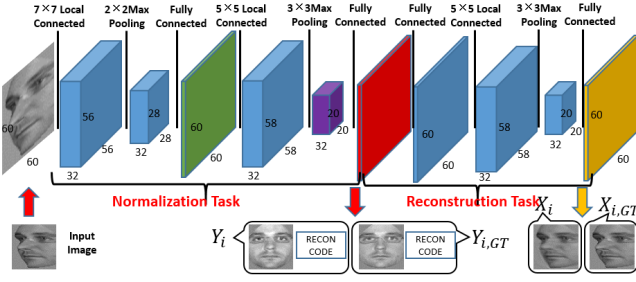 7×7 Local Connected
2×2Max Pooling
Fully Connected
5×5 Local Connected
3×3Max Pooling
Fully Connected
Fully Connected
5×5 Local Connected
3×3Max Pooling
Fully Connected
60
60
56
56
32
28
28
32
60
60
58
58
32
20
20
32
60
60
58
58
32
20
20
32
60
60
Normalization Task
Reconstruction Task
Input
Image
Y_i
RECON
CODE
RECON
CODE
Y_{i,GT}
X_i
X_{i,GT}